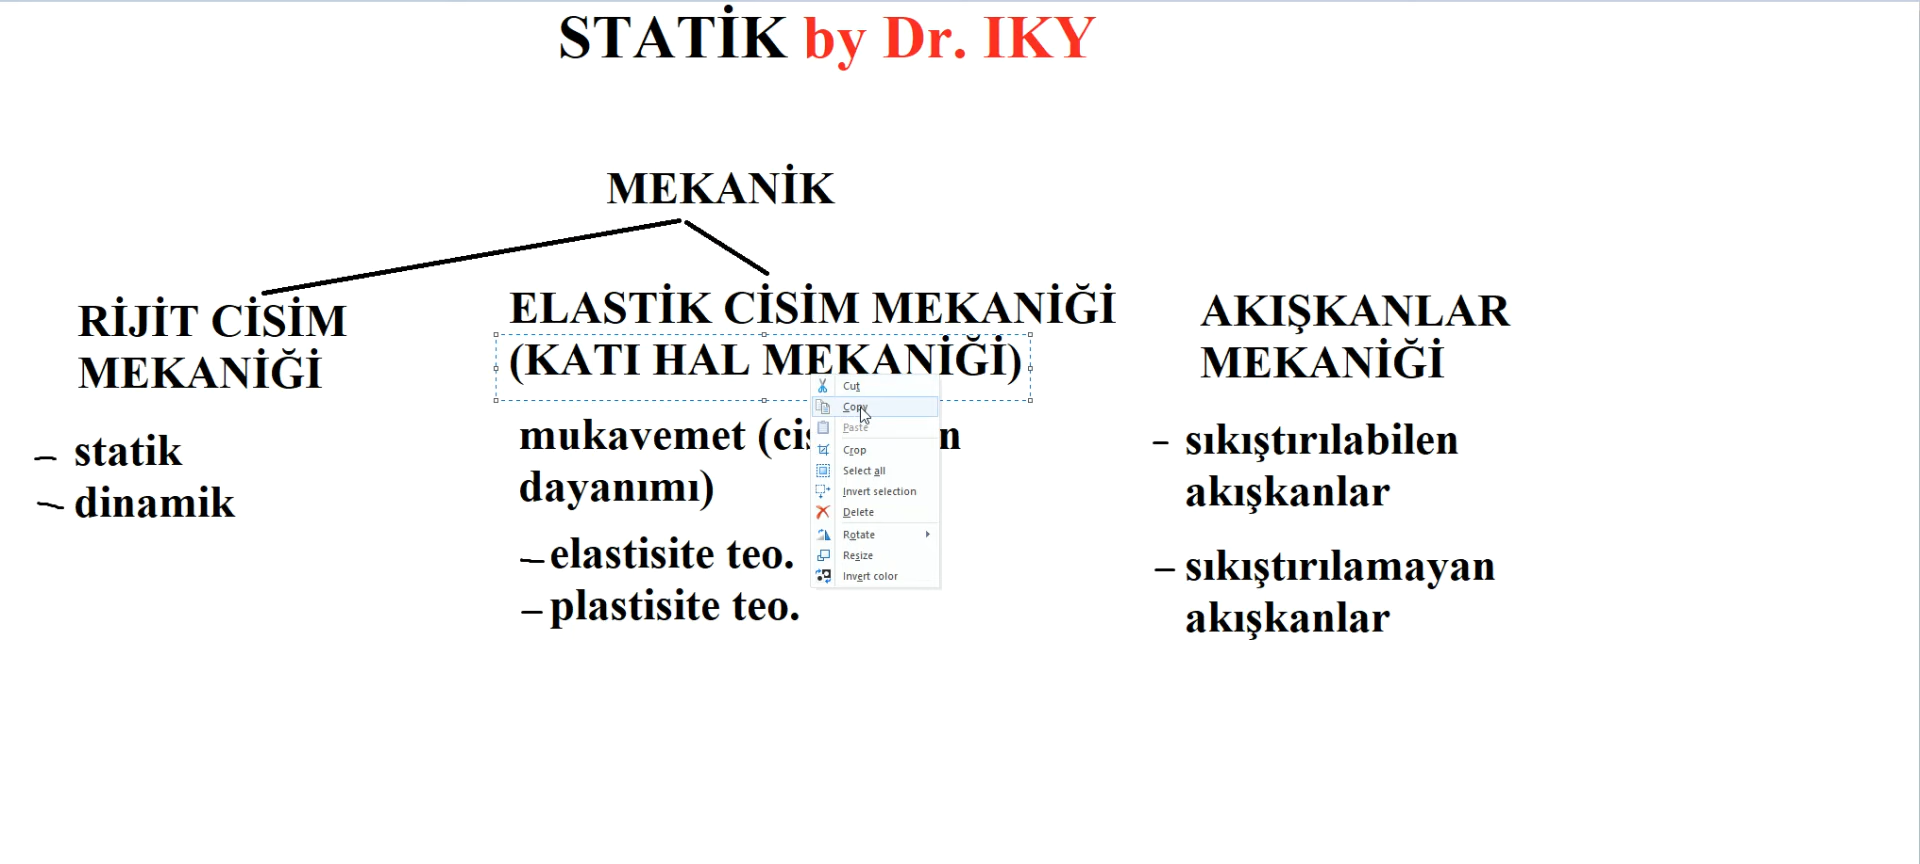 STATİK by Dr. IKY
MEKANİK
RİJİT CİSİM
MEKANİĞİ
– statik
– dinamik
ELASTİK CİSİM MEKANİĞİ
(KATI HAL MEKANİĞİ)
mukavemet
dayanımı)
– elastisite teo.
– plastisite teo.
Cut
Copy
Paste
Crop
Select all
Invert selection
Delete
Rotate
Resize
Invert color
AKIŞKANLAR
MEKANİĞİ
– sıkıştırılabilen
akışkanlar
– sıkıştırılamayan
akışkanlar